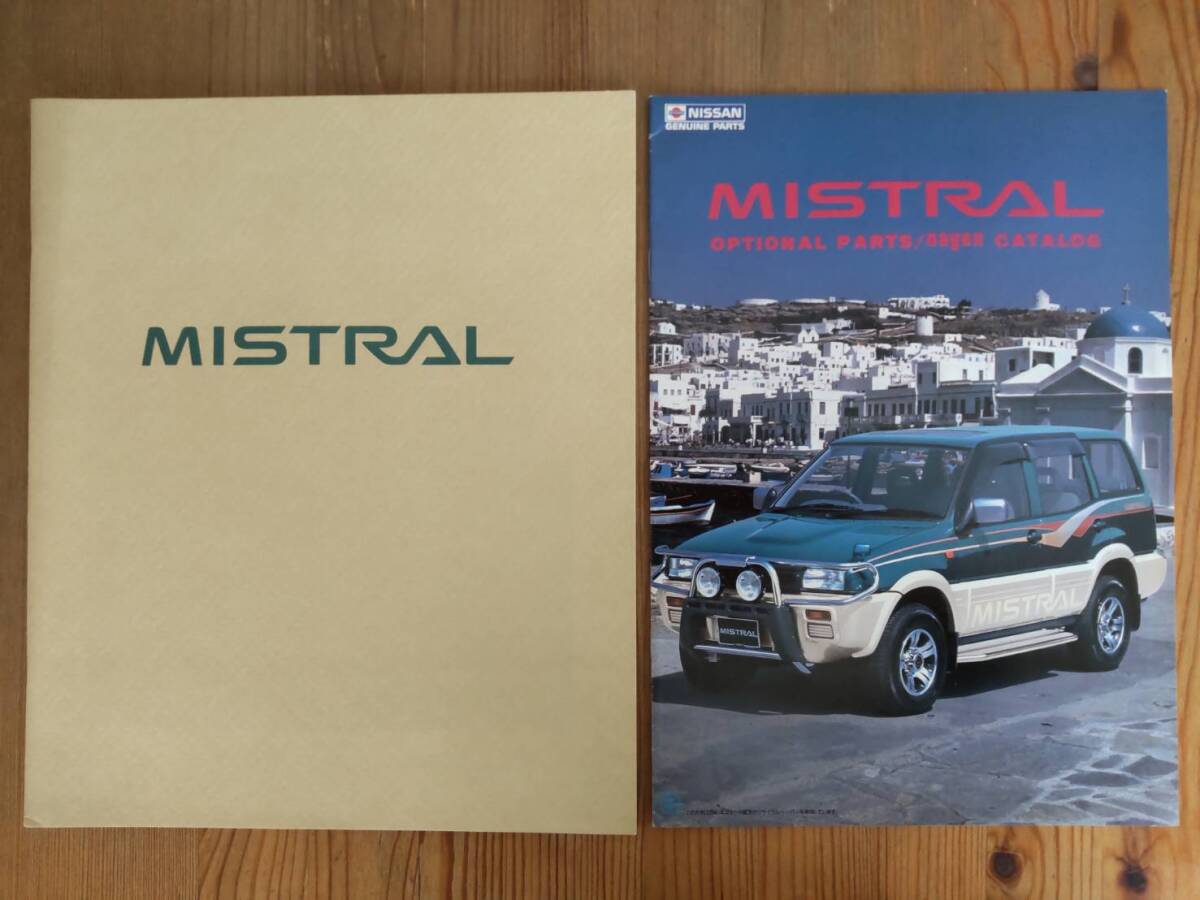 MISTRAL
NISSAN
GENUINE PARTS
MISTRAL
OPTIONAL PARTS/ CATALOG
MISTRAL
MISTRAL